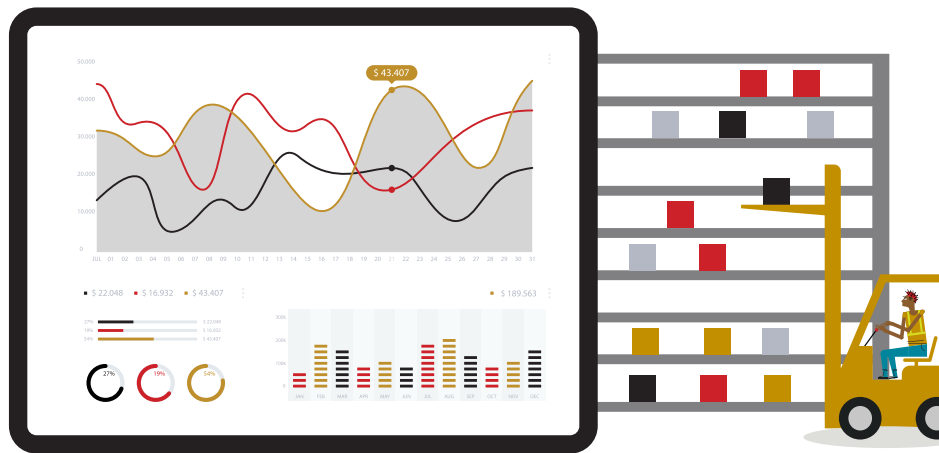 50.000
$ 43.407
40.000
30.000
20.000
10,000
0
JUL 01 02 03 04 05 06 07 08 09 10 11 12 13 14 15 16 17 18 19 20 21 22 23 24 25 26 27 28 29 30 31
$ 22.048 $ 16.932 $ 43.407
$ 189.563
27% $ 22.048
19% $ 16.932
54% $ 43.407
27% 19% 54%
30%
20%
10%
0
JAN FEB MAR APR MAY JUN JUL AUG SEP OCT NOV DEC